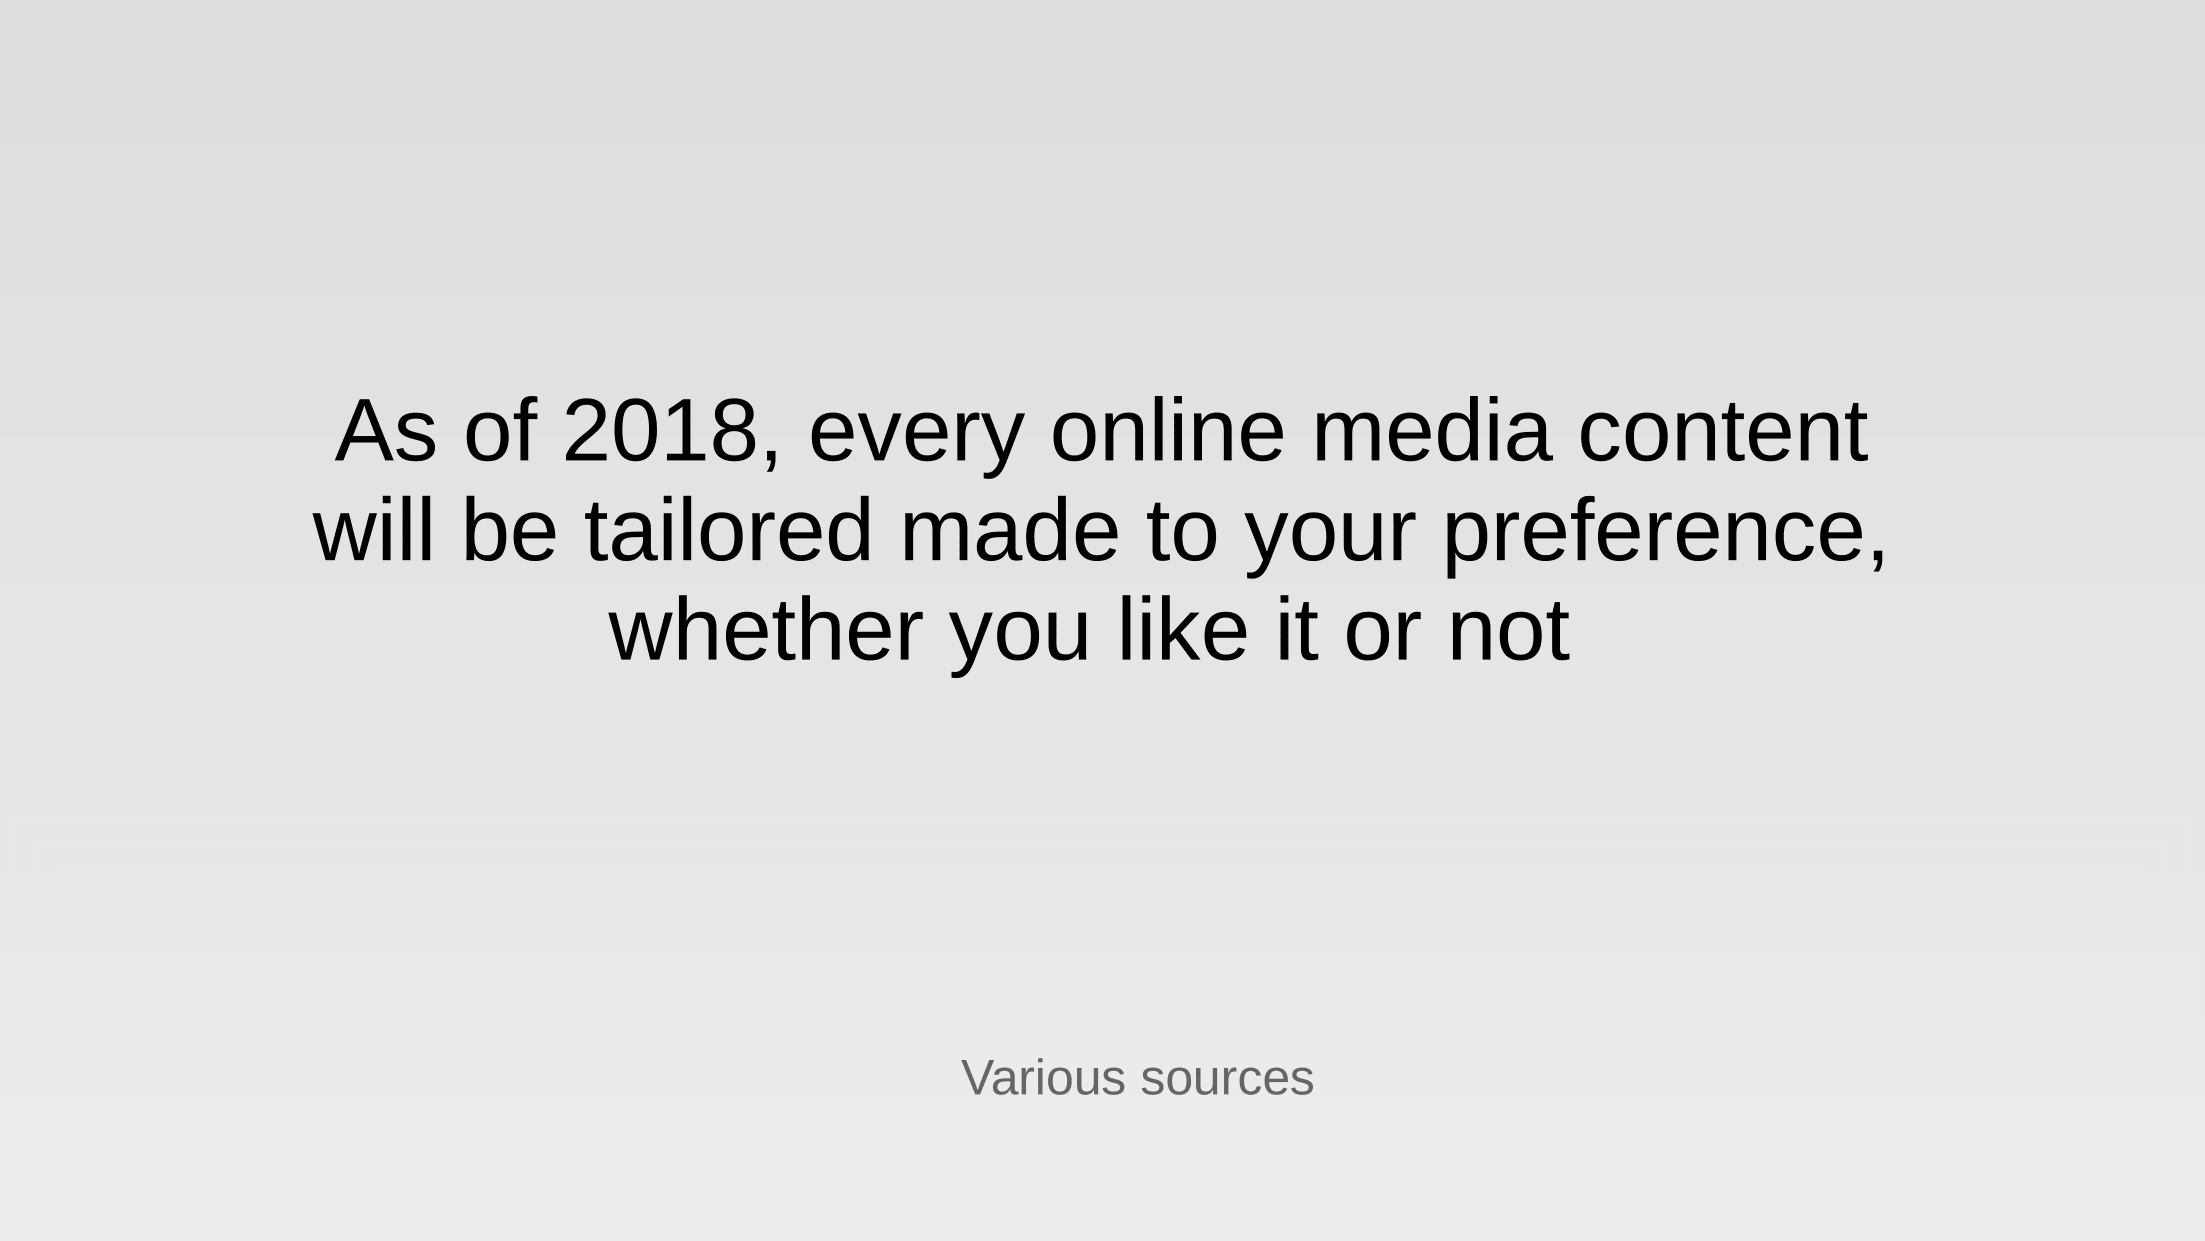 As of 2018, every online media content
will be tailored made to your preference,
whether you like it or not
Various sources